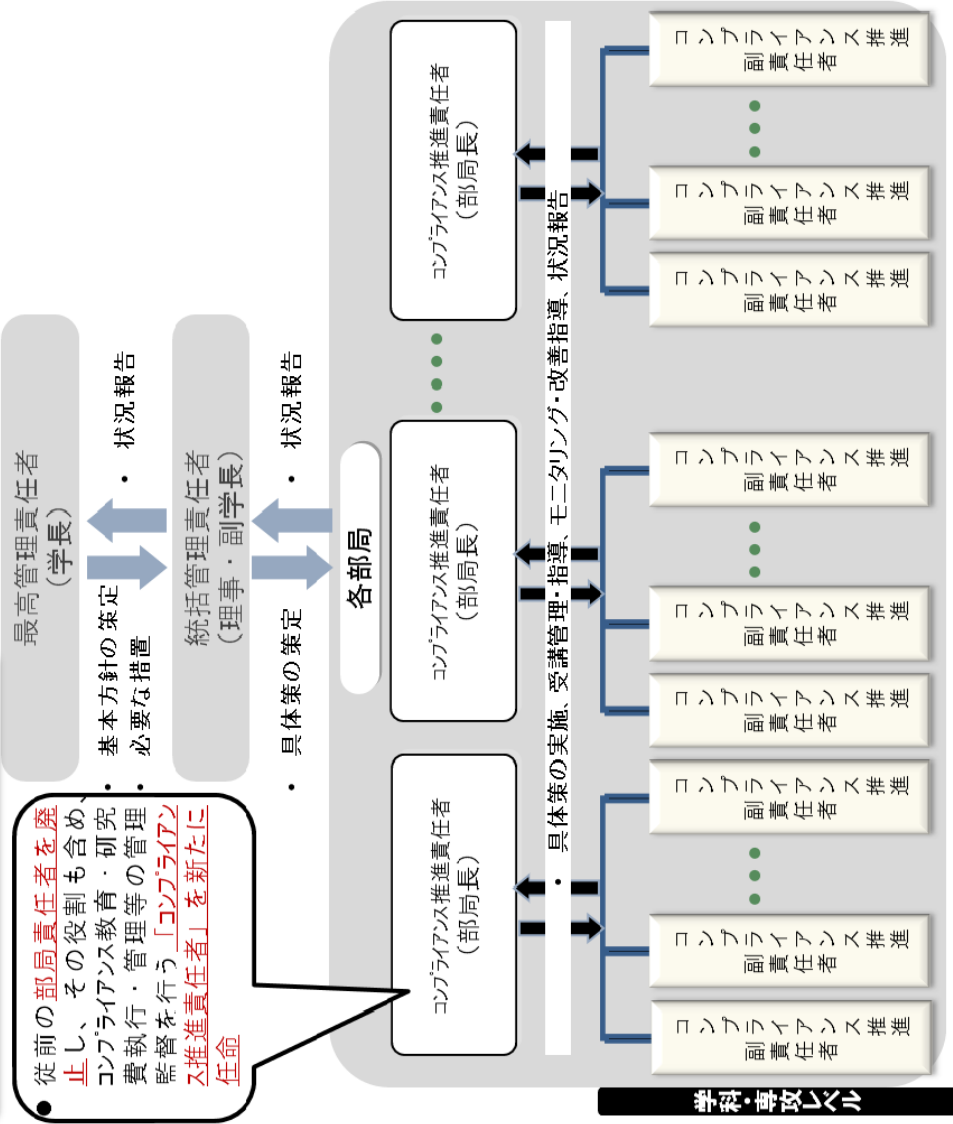 最高管理責任者
（学長）
・ 基本方針の策定
・ 必要な措置
・ 状況報告
統括管理責任者
（理事・副学長）
・ 具体策の策定
・ 状況報告
● 従前の部局責任者を廃
止し、その役割も含め、
コンプライアンス教育・研究
費執行・管理等の管理
監督を行う「コンプライアン
ス推進責任者」を新たに
任命
各部局
コンプライアンス推進責任者
（部局長）
コンプライアンス推進責任者
（部局長）
コンプライアンス推進責任者
（部局長）
・ 具体策の実施、受講管理・指導、モニタリング・改善指導、状況報告
学科・専攻レベル
コンプライアンス推進
副責任者
コンプライアンス推進
副責任者
コンプライアンス推進
副責任者
コンプライアンス推進
副責任者
コンプライアンス推進
副責任者
コンプライアンス推進
副責任者
コンプライアンス推進
副責任者
コンプライアンス推進
副責任者
コンプライアンス推進
副責任者